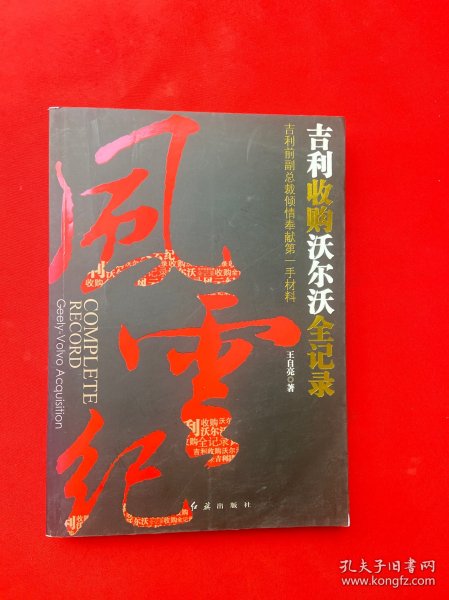 吉利收购沃尔沃全记录
吉利前副总裁倾情奉献第一手材料
王自亮◎著
风云纪
COMPLETE
RECORD
Geely-Volvo Acquisition
红旗出版社
孔夫子旧书网
www.kongfz.com